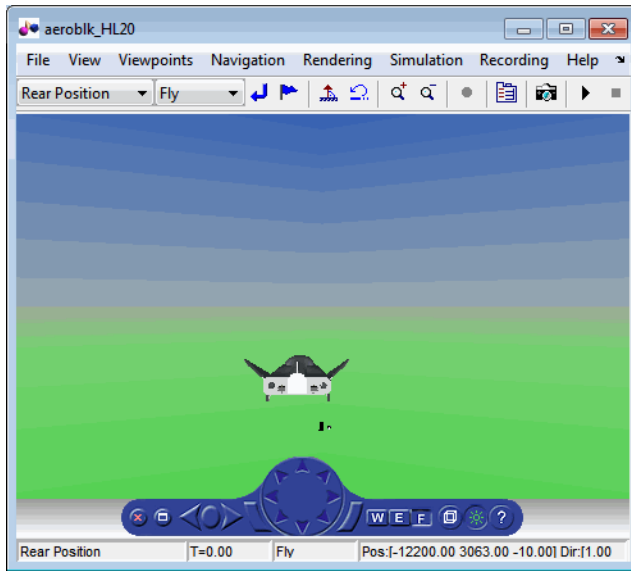 aeroblk_HL20
File View Viewpoints Navigation Rendering Simulation Recording Help
Rear Position Fly
W E F ?
Rear Position T=0.00 Fly Pos:[-12200.00 3063.00 -10.00] Dir:[1.00